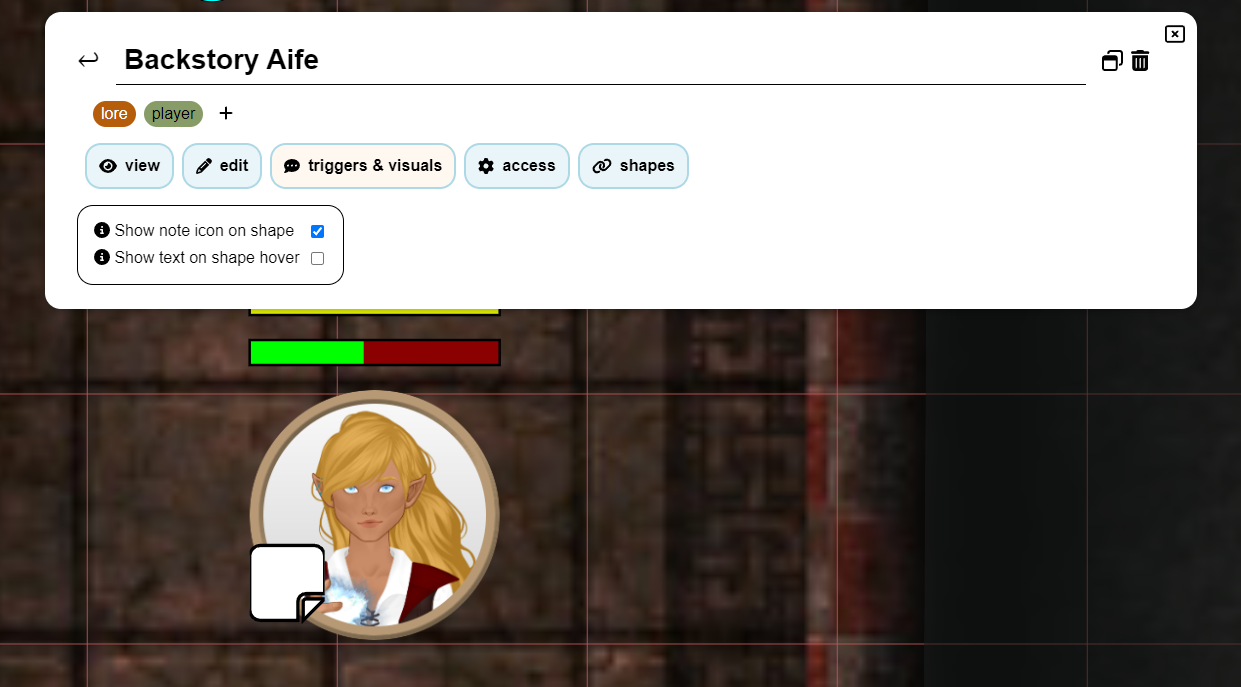 Backstory Aife
lore player +
view edit triggers & visuals access shapes
Show note icon on shape
Show text on shape hover